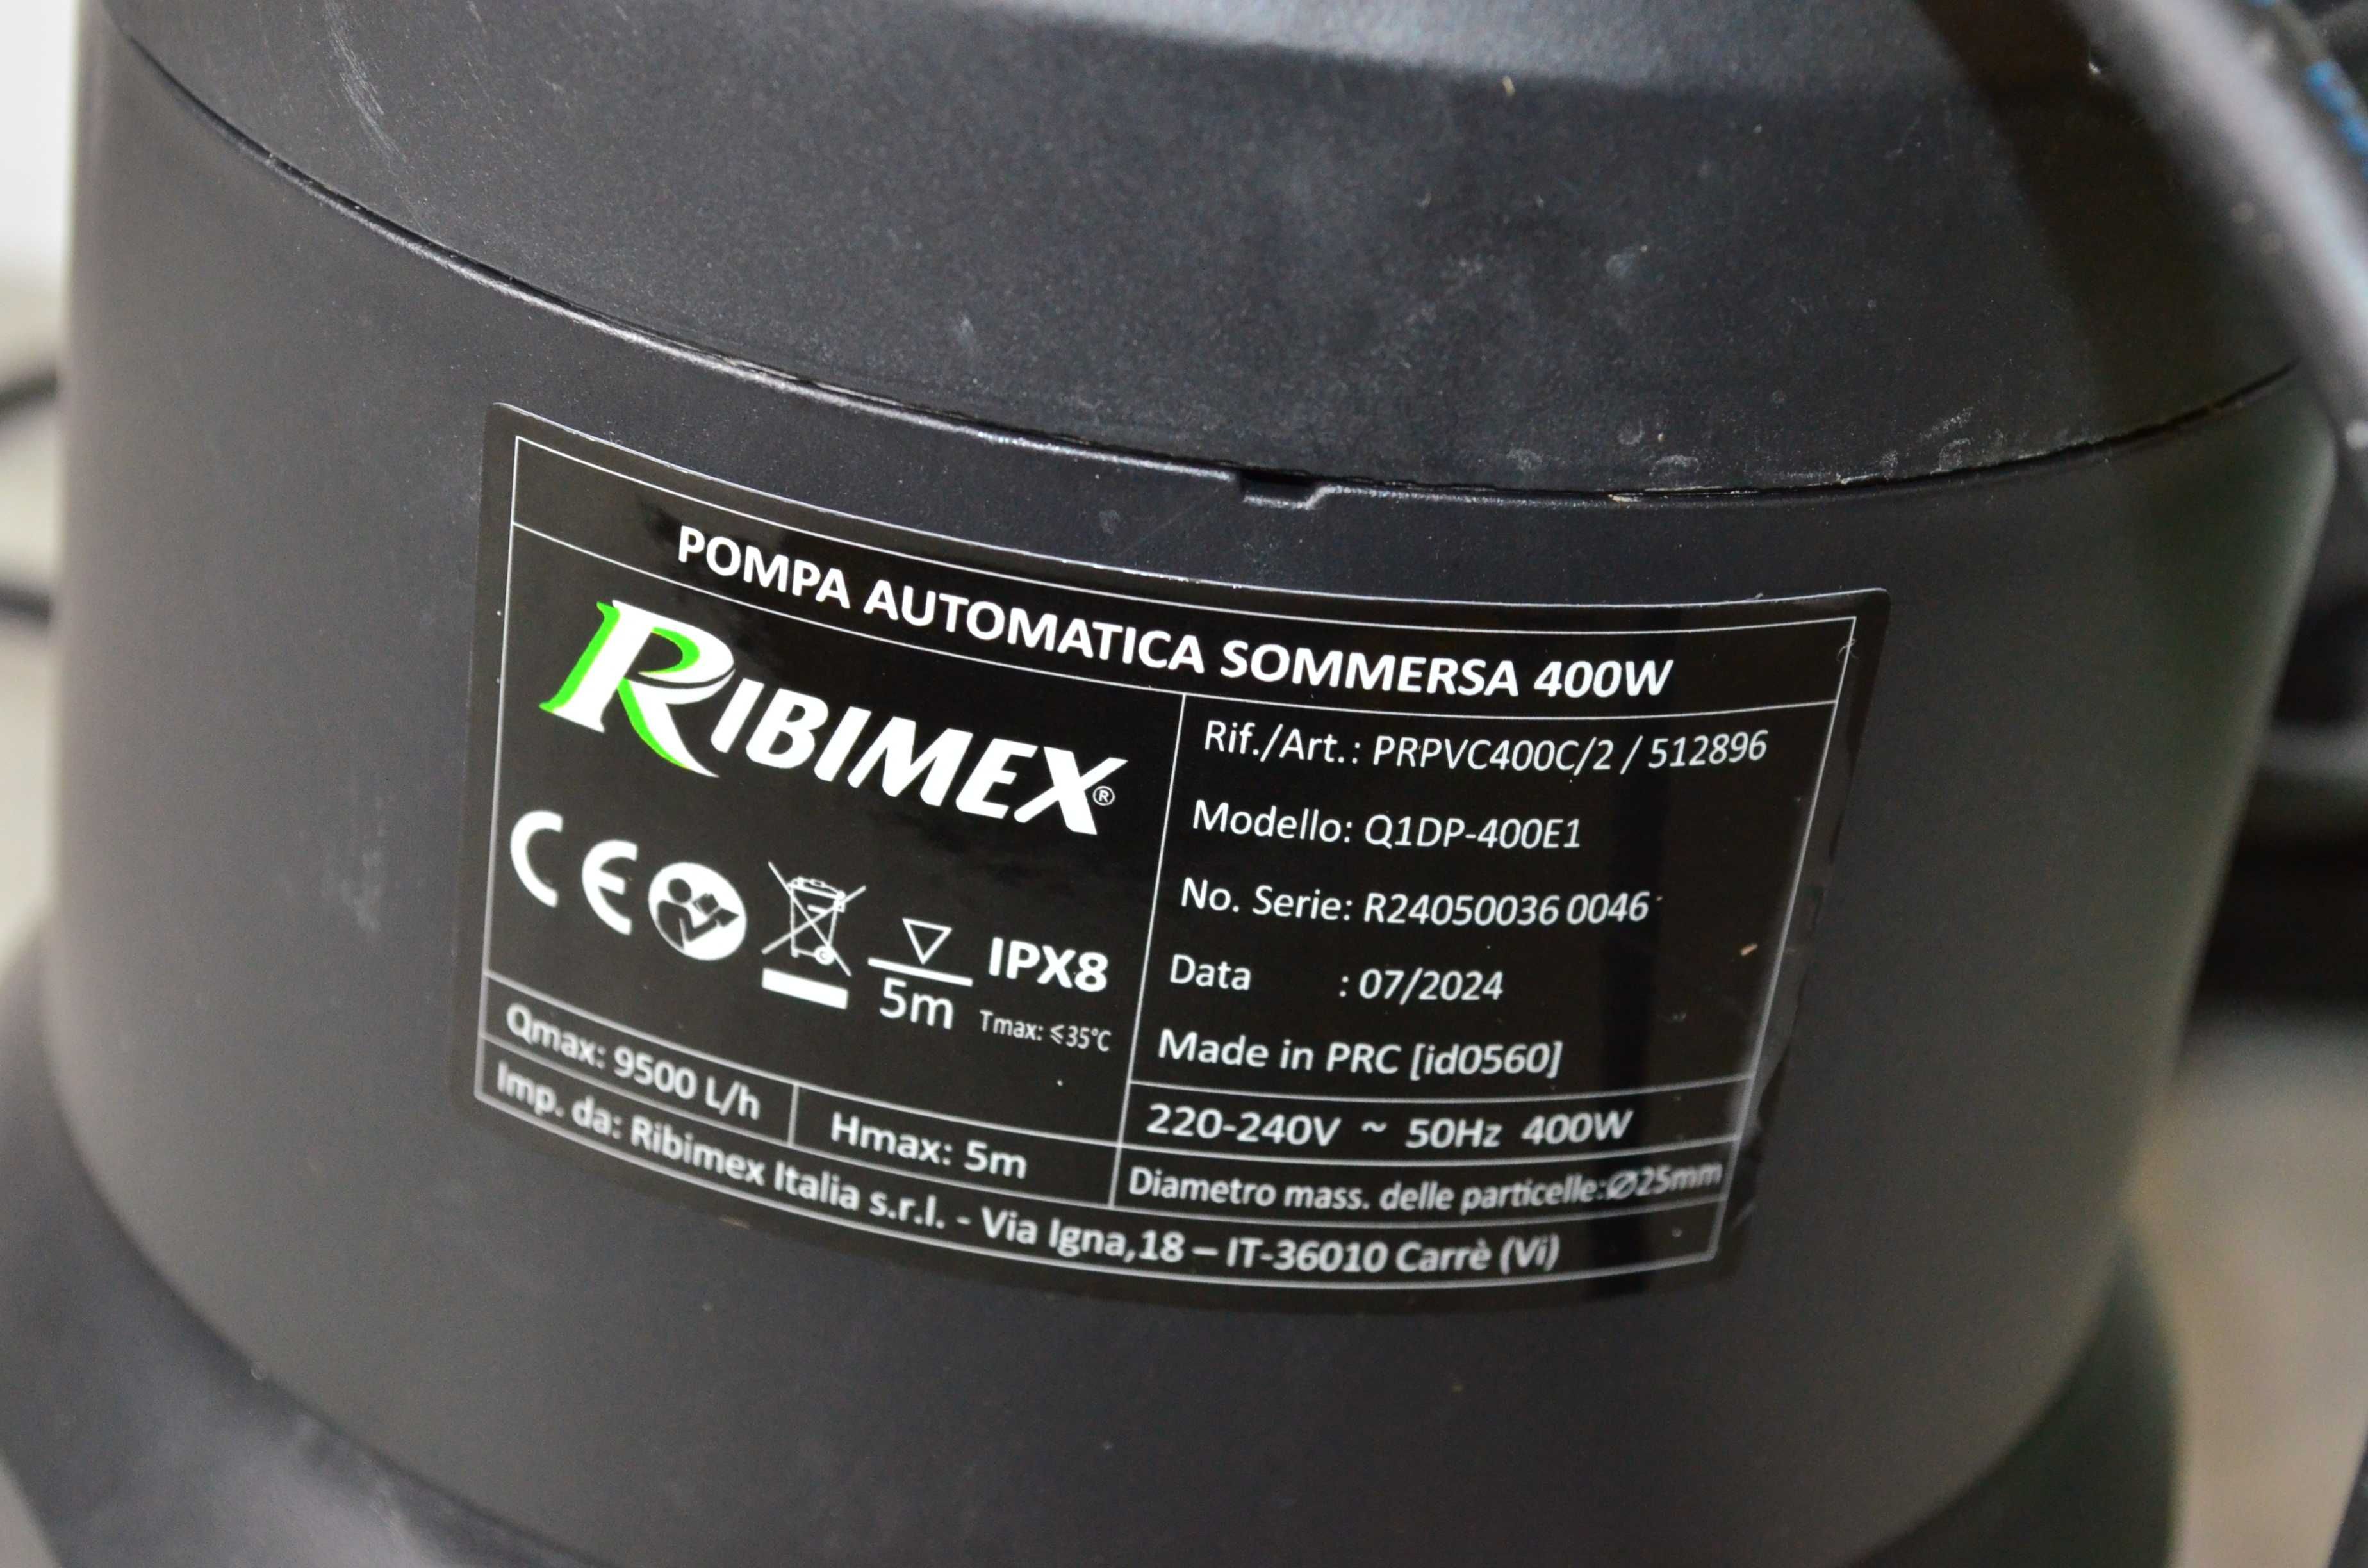 POMPA AUTOMATICA SOMMERSA 400W
RIBIMEX®
CE
5m
IPX8
Tmax: ≤35°C
Rif./Art.: PRPVC400C/2 / 512896
Modello: Q1DP-400E1
No. Serie: R24050036 0046
Data : 07/2024
Made in PRC [id0560]
Qmax: 9500 L/h
Hmax: 5m
220-240V ~ 50Hz 400W
Diametro mass. delle particelle:Ø25mm
Imp. da: Ribimex Italia s.r.l. - Via Igna,18 – IT-36010 Carrè (Vi)